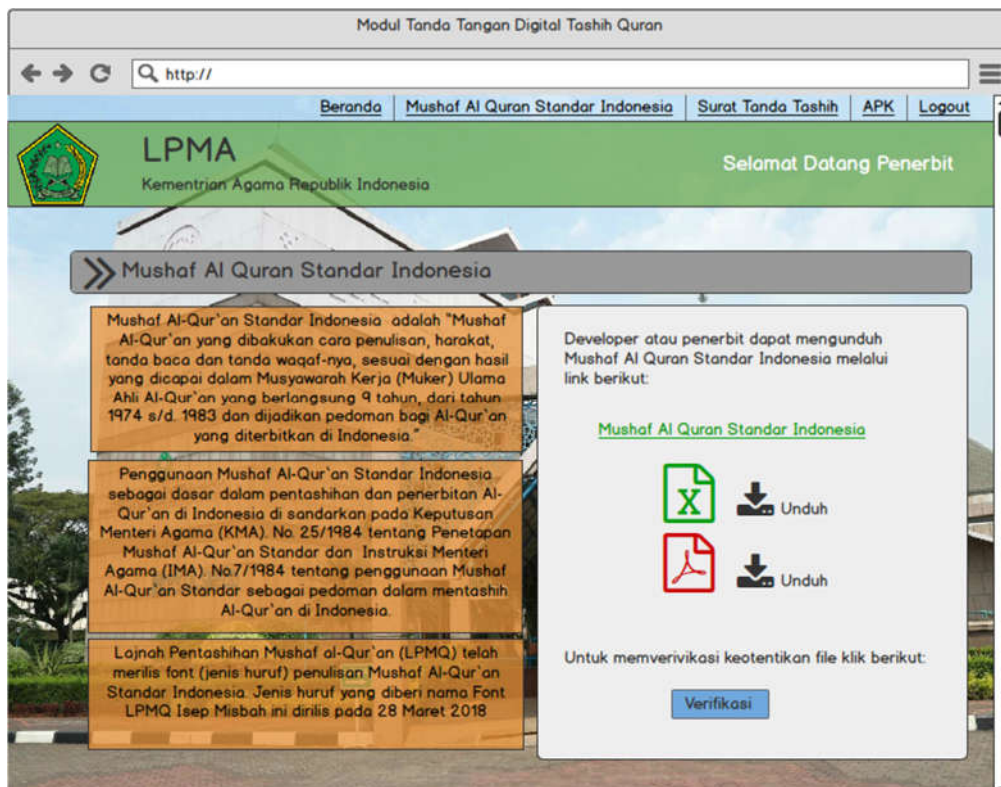 Modul Tanda Tangan Digital Tashih Quran
http://
Beranda Mushaf Al Quran Standar Indonesia Surat Tanda Tashih APK Logout
LPMA
Kementrian Agama Republik Indonesia
Selamat Datang Penerbit
Mushaf Al Quran Standar Indonesia
Mushaf Al-Qur`an Standar Indonesia adalah "Mushaf
Al-Qur`an yang dibakukan cara penulisan, harakat,
tanda baca dan tanda waqaf-nya, sesuai dengan hasil
yang dicapai dalam Musyawarah Kerja (Muker) Ulama
Ahli Al-Qur`an yang berlangsung 9 tahun, dari tahun
1974 s/d. 1983 dan dijadikan pedoman bagi Al-Qur`an
yang diterbitkan di Indonesia."
Penggunaan Mushaf Al-Qur`an Standar Indonesia
sebagai dasar dalam pentashihan dan penerbitan Al-
Qur`an di Indonesia di sandarkan pada Keputusan
Menteri Agama (KMA). No. 25/1984 tentang Penetapan
Mushaf Al-Qur`an Standar dan Instruksi Menteri
Agama (IMA). No.7/1984 tentang penggunaan Mushaf
Al-Qur`an Standar sebagai pedoman dalam mentashih
Al-Qur`an di Indonesia.
Lajnah Pentashihan Mushaf al-Qur`an (LPMQ) telah
merilis font (jenis huruf) penulisan Mushaf Al-Qur`an
Standar Indonesia. Jenis huruf yang diberi nama Font
LPMQ Isep Misbah ini dirilis pada 28 Maret 2018
Developer atau penerbit dapat mengunduh
Mushaf Al Quran Standar Indonesia melalui
link berikut:
Mushaf Al Quran Standar Indonesia
X Unduh
Unduh
Untuk memverivikasi keotentikan file klik berikut:
Verifikasi